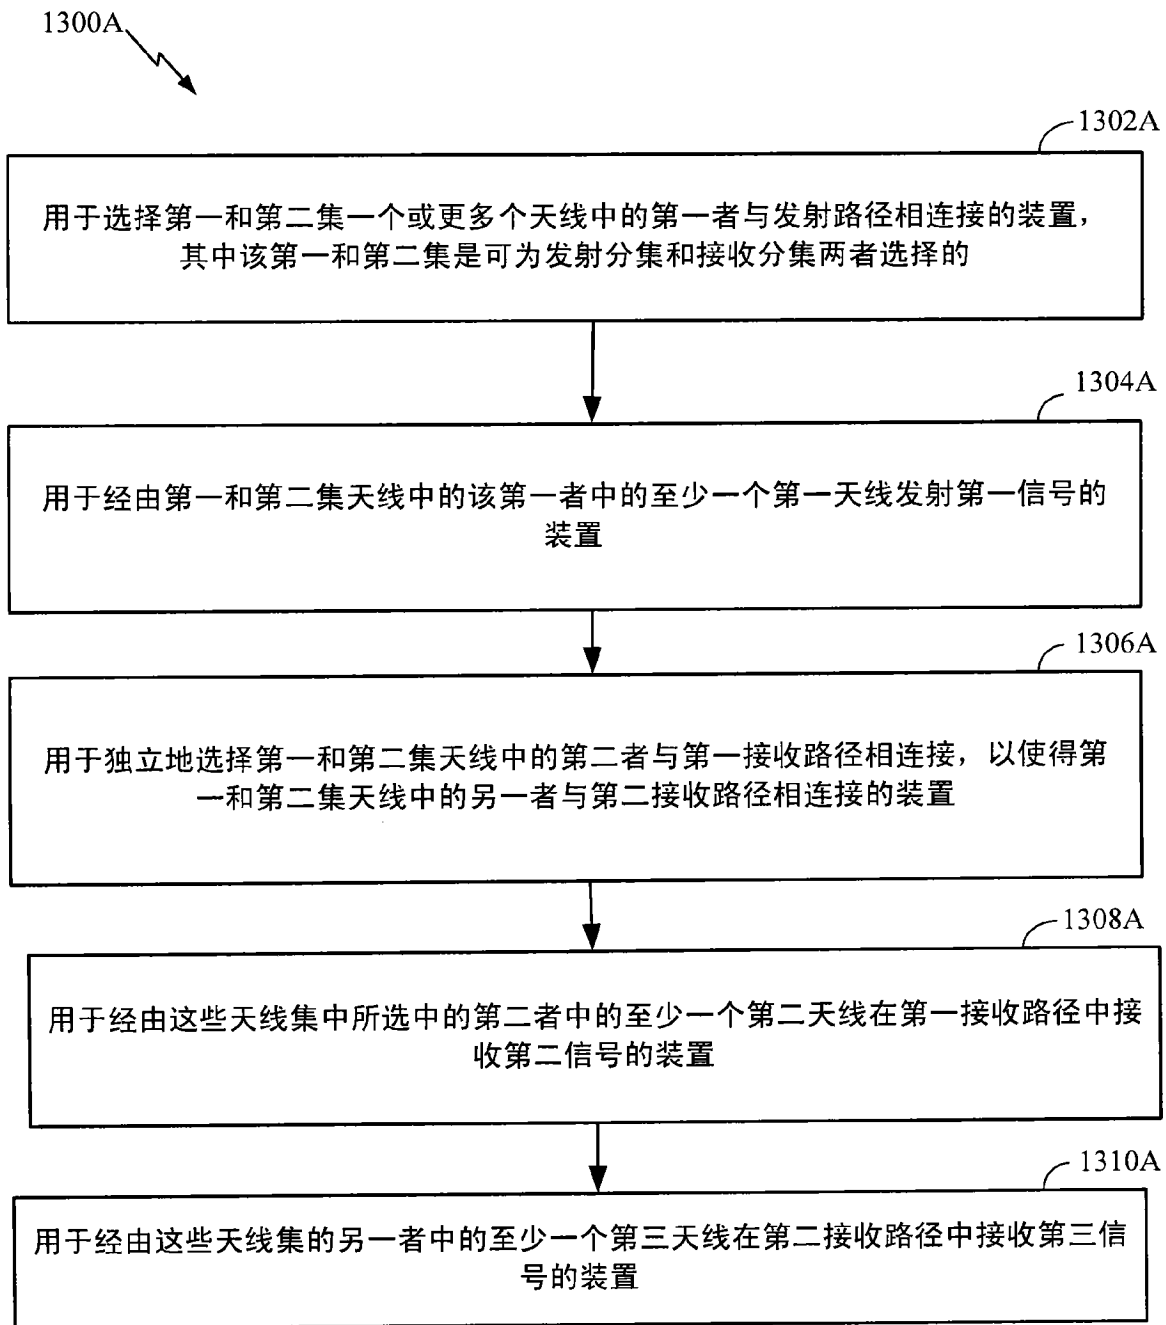 1300A
1302A
用于选择第一和第二集一个或更多个天线中的第一者与发射路径相连接的装置，
其中该第一和第二集是可为发射分集和接收分集两者选择的
1304A
用于经由第一和第二集天线中的该第一者中的至少一个第一天线发射第一信号的
装置
1306A
用于独立地选择第一和第二集天线中的第二者与第一接收路径相连接，以使得第
一和第二集天线中的另一者与第二接收路径相连接的装置
1308A
用于经由这些天线集中所选中的第二者中的至少一个第二天线在第一接收路径中接
收第二信号的装置
1310A
用于经由这些天线集的另一者中的至少一个第三天线在第二接收路径中接收第三信
号的装置